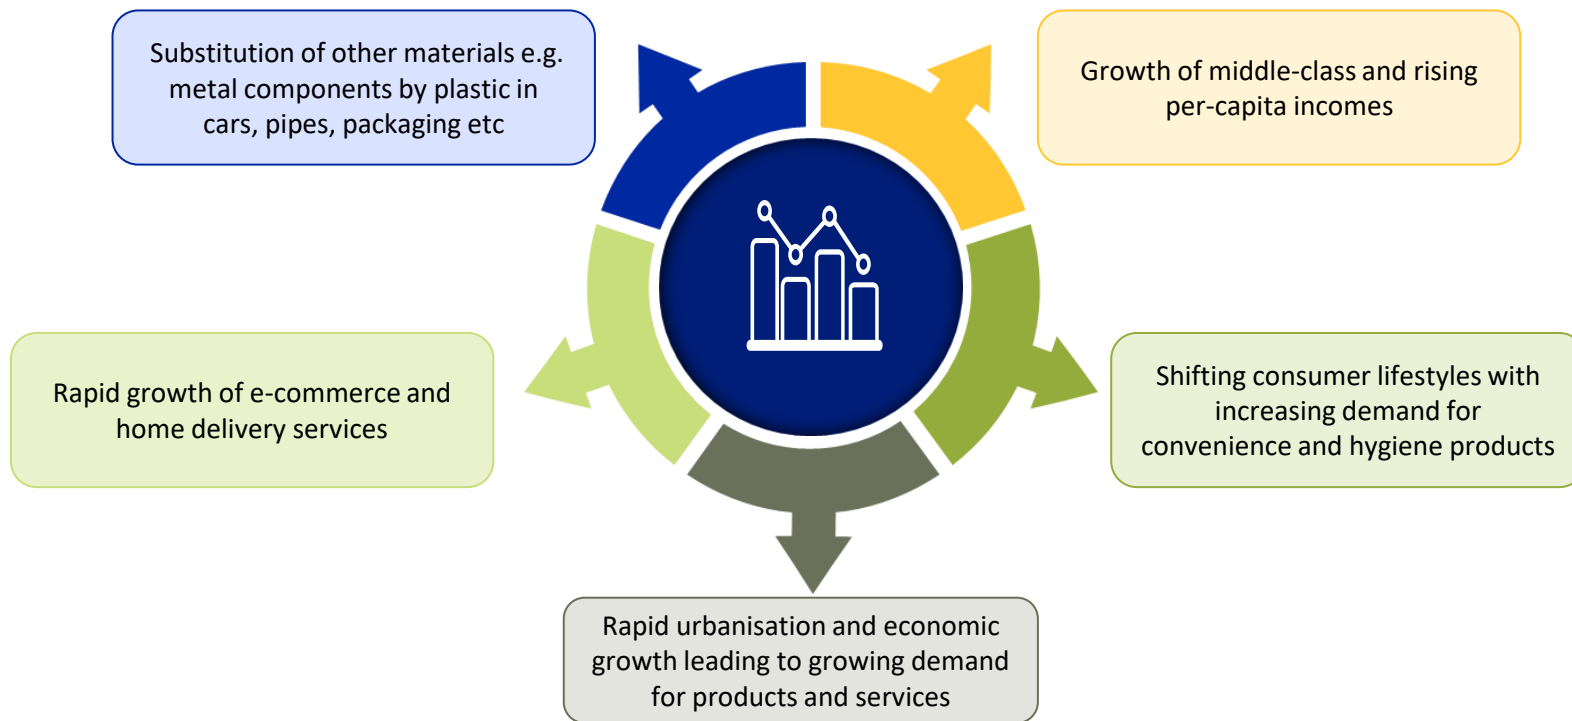 Substitution of other materials e.g.
metal components by plastic in
cars, pipes, packaging etc
Growth of middle-class and rising
per-capita incomes
Rapid growth of e-commerce and
home delivery services
Shifting consumer lifestyles with
increasing demand for
convenience and hygiene products
Rapid urbanisation and economic
growth leading to growing demand
for products and services